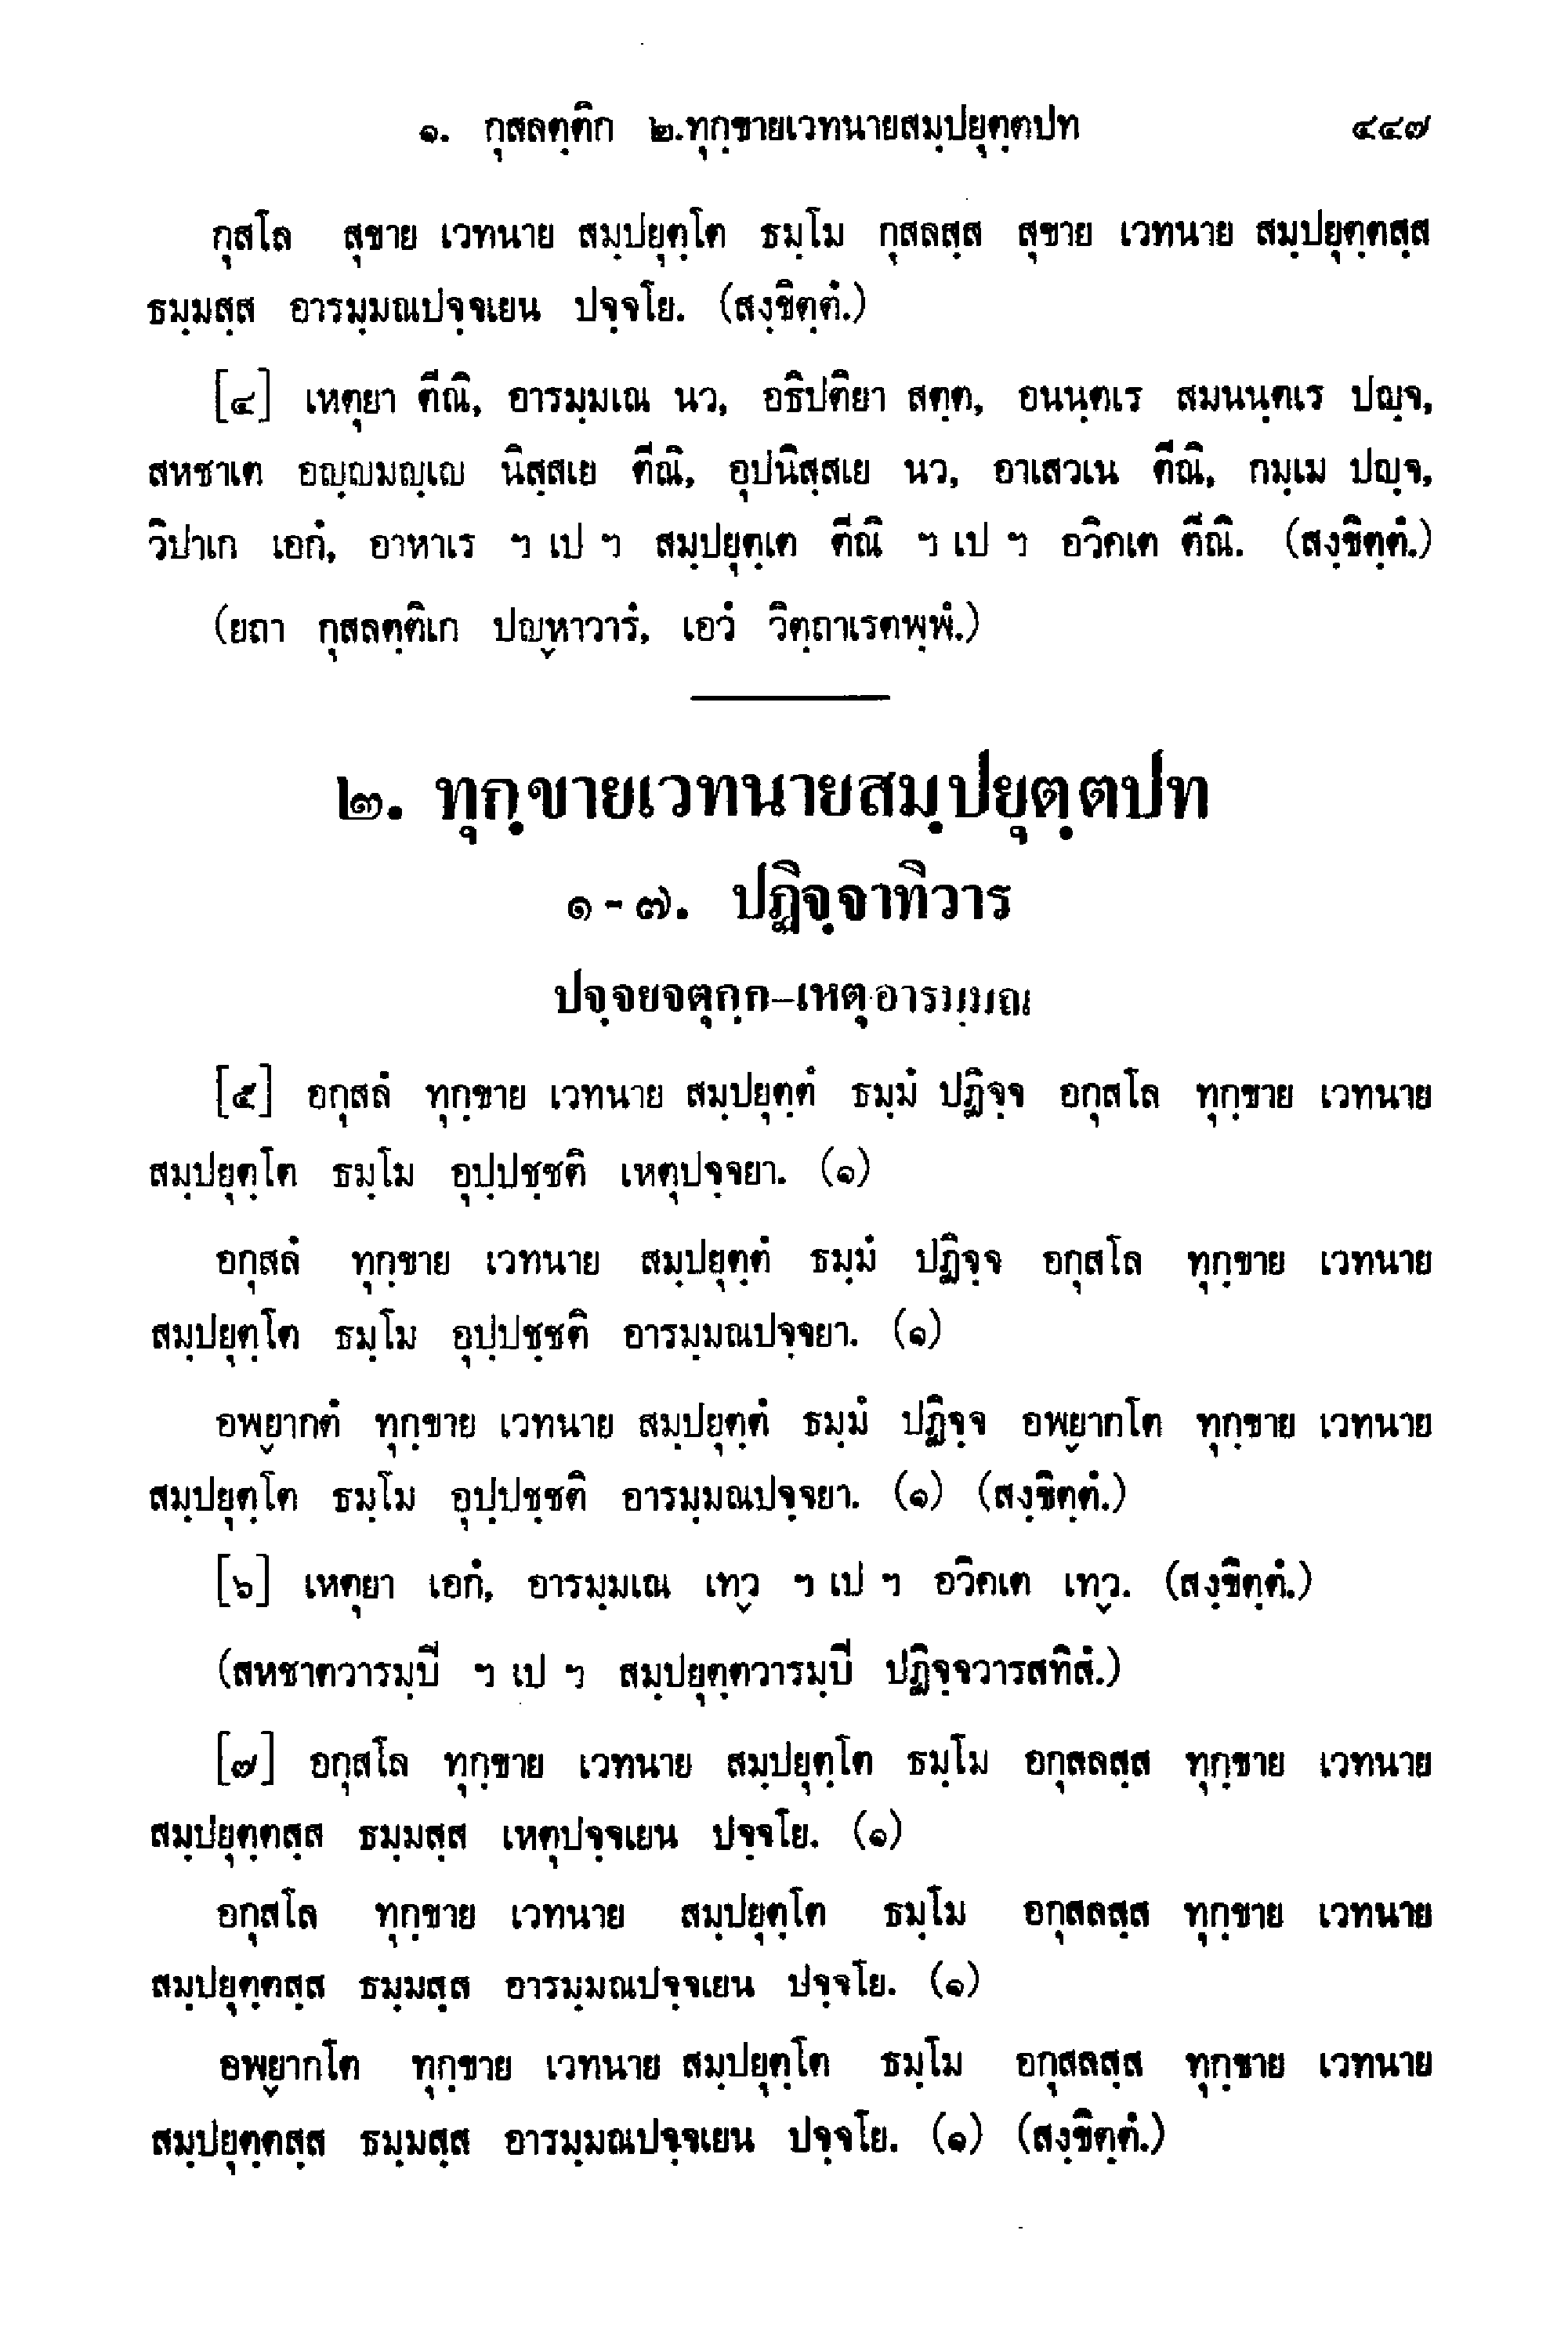 ๑. กุสลตฺติก ๒.ทุกฺขายเวทนายสมฺปยุตฺตปท ๔๔๗
กุสโล สุขาย เวทนาย สมฺปยุตฺโต ธมฺโม กุสลสฺส สุขาย เวทนาย สมฺปยุตฺตสฺส
ธมฺมสฺส อารมฺมณปจฺจเยน ปจฺจโย. (สงฺขิตฺตํ.)
[๔] เหตุยา ตีณิ, อารมฺมเณ นว, อธิปติยา สตฺต, อนนฺตเร สมนนฺตเร ปญฺจ,
สหชาเต อญฺญมญฺเญ นิสฺสเย ตีณิ, อุปนิสฺสเย นว, อาเสวเน ตีณิ, กมฺเม ปญฺจ,
วิปาเก เอกํ, อาหาเร ฯ เป ฯ สมฺปยุตฺเต ตีณิ ฯ เป ฯ อวิคเต ตีณิ. (สงฺขิตฺตํ.)
(ยถา กุสลตฺติเก ปญฺหาวารํ, เอวํ วิตฺถาเรตพฺพํ.)
๒. ทุกฺขายเวทนายสมฺปยุตฺตปท
๑-๗. ปฏิจฺจาทิวาร
ปจฺจยจตุกฺก-เหตุอารมฺมณ
[๕] อกุสลํ ทุกฺขาย เวทนาย สมฺปยุตฺตํ ธมฺมํ ปฏิจฺจ อกุสโล ทุกฺขาย เวทนาย
สมฺปยุตฺโต ธมฺโม อุปฺปชฺชติ เหตุปจฺจยา. (๑)
อกุสลํ ทุกฺขาย เวทนาย สมฺปยุตฺตํ ธมฺมํ ปฏิจฺจ อกุสโล ทุกฺขาย เวทนาย
สมฺปยุตฺโต ธมฺโม อุปฺปชฺชติ อารมฺมณปจฺจยา. (๑)
อพฺยากตํ ทุกฺขาย เวทนาย สมฺปยุตฺตํ ธมฺมํ ปฏิจฺจ อพฺยากโต ทุกฺขาย เวทนาย
สมฺปยุตฺโต ธมฺโม อุปฺปชฺชติ อารมฺมณปจฺจยา. (๑) (สงฺขิตฺตํ.)
[๖] เหตุยา เอกํ, อารมฺมเณ เทฺว ฯ เป ฯ อวิคเต เทฺว. (สงฺขิตฺตํ.)
(สหชาตวารมฺปี ฯ เป ฯ สมฺปยุตฺตวารมฺปี ปฏิจฺจวารสทิสํ.)
[๗] อกุสโล ทุกฺขาย เวทนาย สมฺปยุตฺโต ธมฺโม อกุสลสฺส ทุกฺขาย เวทนาย
สมฺปยุตฺตสฺส ธมฺมสฺส เหตุปจฺจเยน ปจฺจโย. (๑)
อกุสโล ทุกฺขาย เวทนาย สมฺปยุตฺโต ธมฺโม อกุสลสฺส ทุกฺขาย เวทนาย
สมฺปยุตฺตสฺส ธมฺมสฺส อารมฺมณปจฺจเยน ปจฺจโย. (๑)
อพฺยากโต ทุกฺขาย เวทนาย สมฺปยุตฺโต ธมฺโม อกุสลสฺส ทุกฺขาย เวทนาย
สมฺปยุตฺตสฺส ธมฺมสฺส อารมฺมณปจฺจเยน ปจฺจโย. (๑) (สงฺขิตฺตํ.)